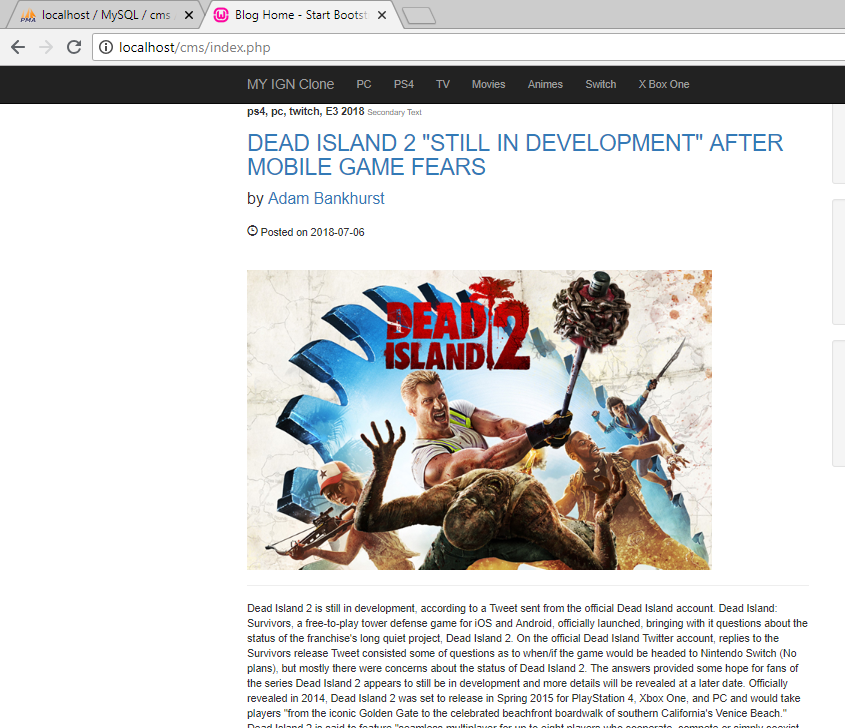 localhost / MySQL / cms
Blog Home - Start Bootst
localhost/cms/index.php
MY IGN Clone PC PS4 TV Movies Animes Switch X Box One
ps4, pc, twitch, E3 2018 Secondary Text
DEAD ISLAND 2 "STILL IN DEVELOPMENT" AFTER
MOBILE GAME FEARS
by Adam Bankhurst
Posted on 2018-07-06
DEAD
ISLAND 2
Dead Island 2 is still in development, according to a Tweet sent from the official Dead Island account. Dead Island:
Survivors, a free-to-play tower defense game for iOS and Android, officially launched, bringing with it questions about the
status of the franchise's long quiet project, Dead Island 2. On the official Dead Island Twitter account, replies to the
Survivors release Tweet consisted some of questions as to when/if the game would be headed to Nintendo Switch (No
plans), but mostly there were concerns about the status of Dead Island 2. The answers provided some hope for fans of
the series Dead Island 2 appears to still be in development and more details will be revealed at a later date. Officially
revealed in 2014, Dead Island 2 was set to release in Spring 2015 for PlayStation 4, Xbox One, and PC and would take
players "from the iconic Golden Gate to the celebrated beachfront boardwalk of southern California's Venice Beach."
Dead Island 2 is said to feature "seamless multiplayer for up to eight players who cooperate, compete or simply coexist